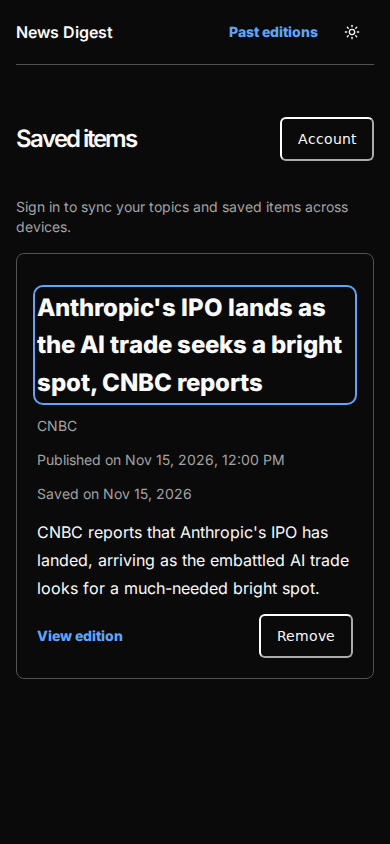 News Digest
Past editions
Saved items
Account
Sign in to sync your topics and saved items across
devices.
Anthropic's IPO lands as
the AI trade seeks a bright
spot, CNBC reports
CNBC
Published on Nov 15, 2026, 12:00 PM
Saved on Nov 15, 2026
CNBC reports that Anthropic's IPO has
landed, arriving as the embattled AI trade
looks for a much-needed bright spot.
View edition
Remove